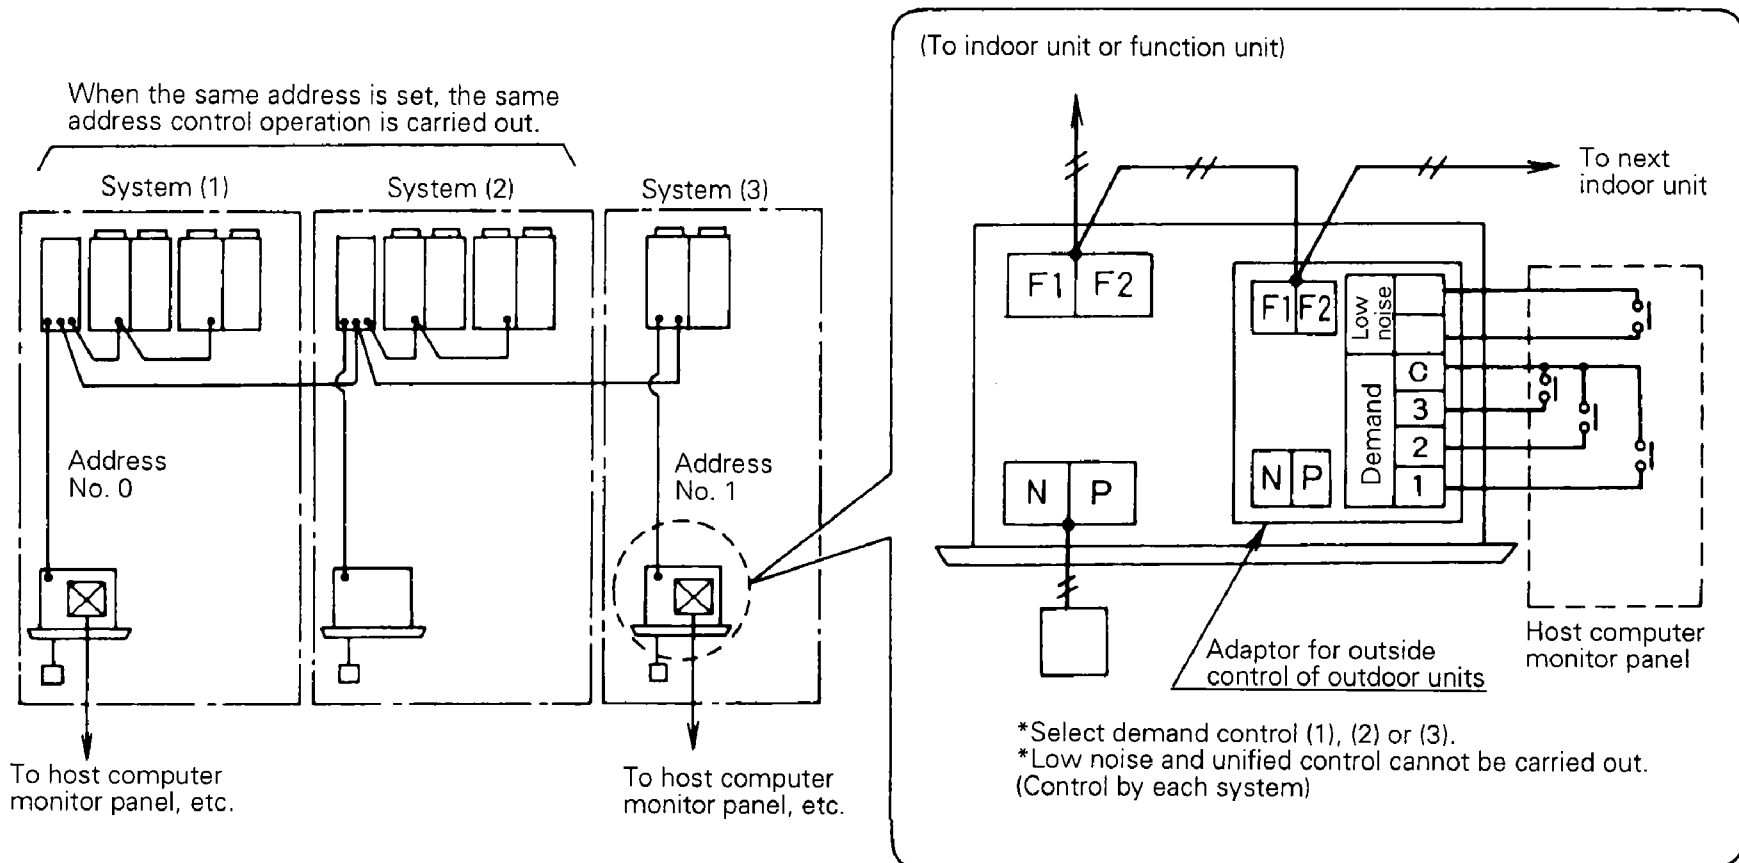 When the same address is set, the same
address control operation is carried out.
System (1)
System (2)
System (3)
Address
No. 0
Address
No. 1
To host computer
monitor panel, etc.
To host computer
monitor panel, etc.
(To indoor unit or function unit)
To next
indoor unit
F1 F2
F1 F2
Low
noise
C
3
2
1
Demand
N P
N P
Adaptor for outside
control of outdoor units
Host computer
monitor panel
*Select demand control (1), (2) or (3).
*Low noise and unified control cannot be carried out.
(Control by each system)